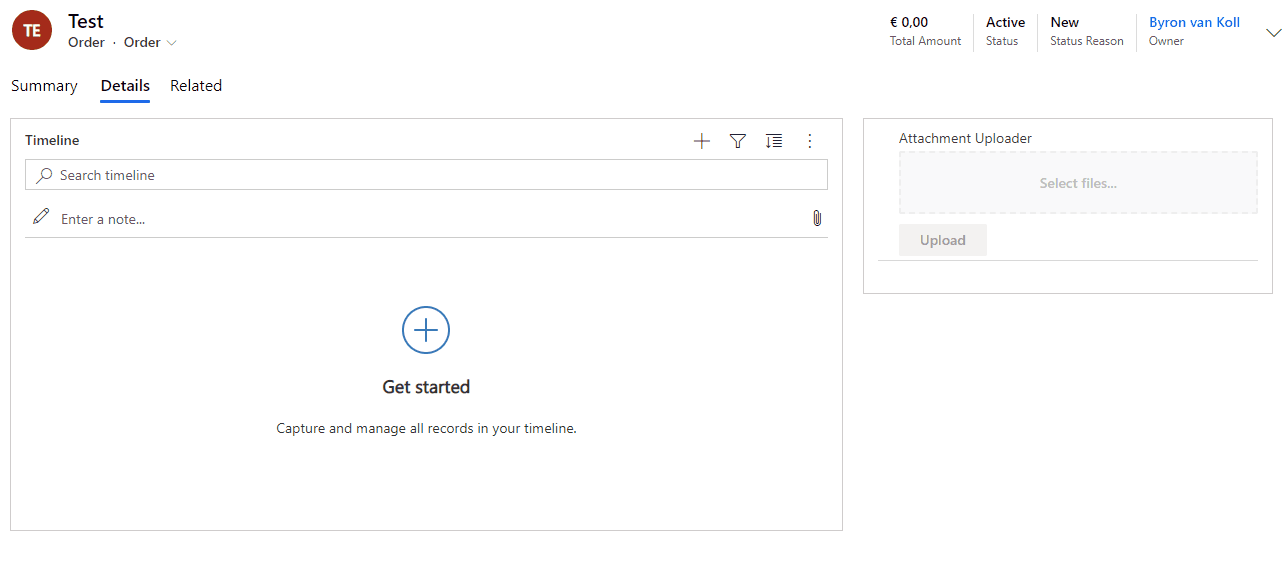 TE
Test
Order · Order
€ 0,00
Total Amount
Active
Status
New
Status Reason
Byron van Koll
Owner
Summary
Details
Related
Timeline
Search timeline
Enter a note...
Get started
Capture and manage all records in your timeline.
Attachment Uploader
Select files...
Upload